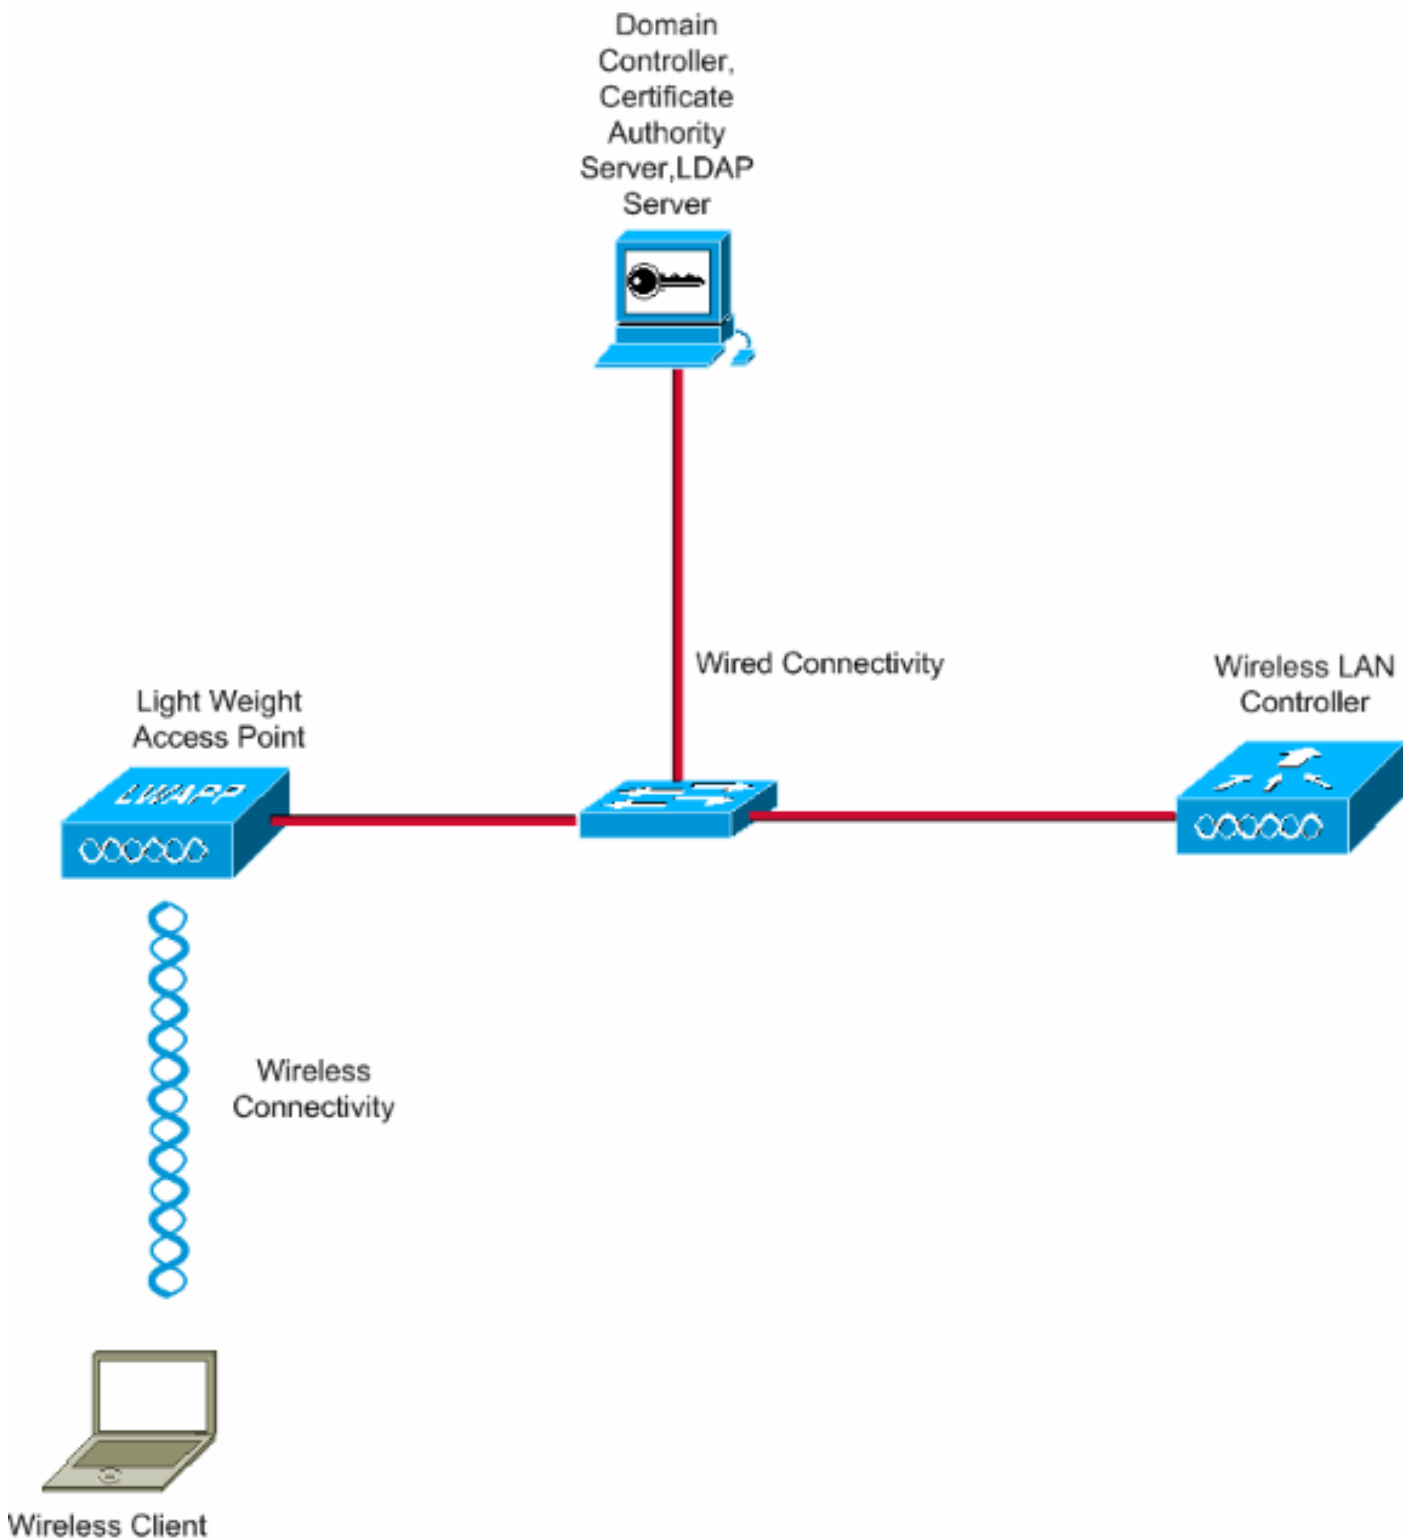 Domain
Controller,
Certificate
Authority
Server,LDAP
Server
Wired Connectivity
Wireless LAN
Controller
Light Weight
Access Point
LWAPP
Wireless
Connectivity
Wireless Client